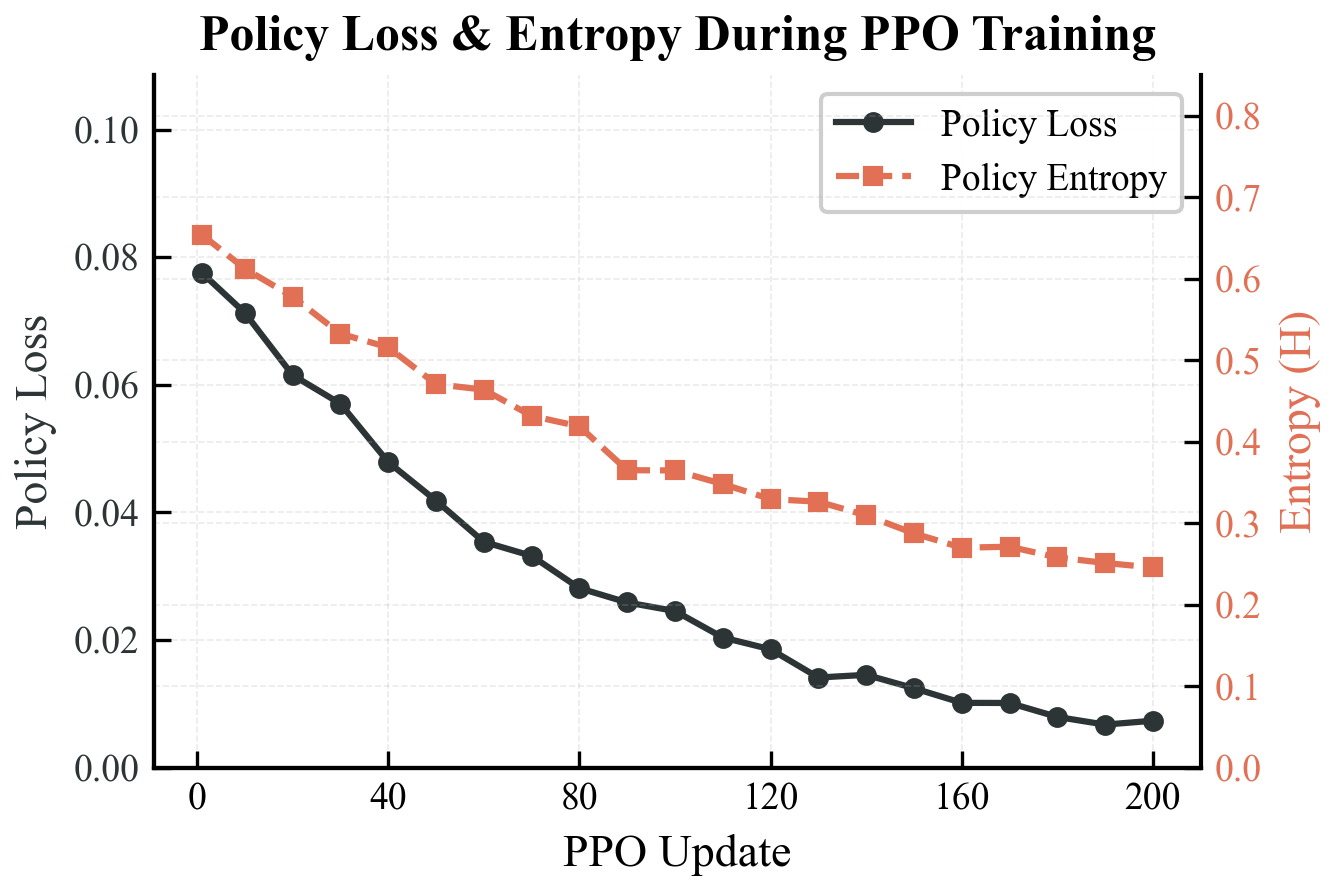 Policy Loss & Entropy During PPO Training
Policy Loss
Policy Entropy
0.10
0.08
0.06
0.04
0.02
0.00
Policy Loss
0.8
0.7
0.6
0.5
0.4
0.3
0.2
0.1
0.0
Entropy (H)
0 40 80 120 160 200
PPO Update